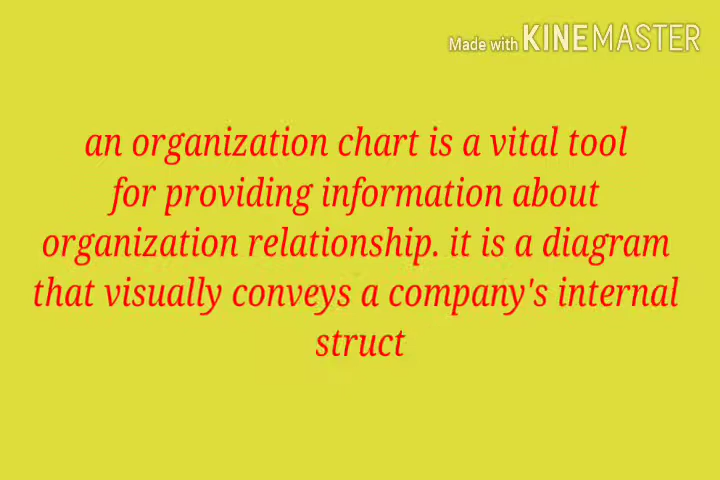 Made with KINEMASTER
an organization chart is a vital tool
for providing information about
organization relationship. it is a diagram
that visually conveys a company's internal
struct